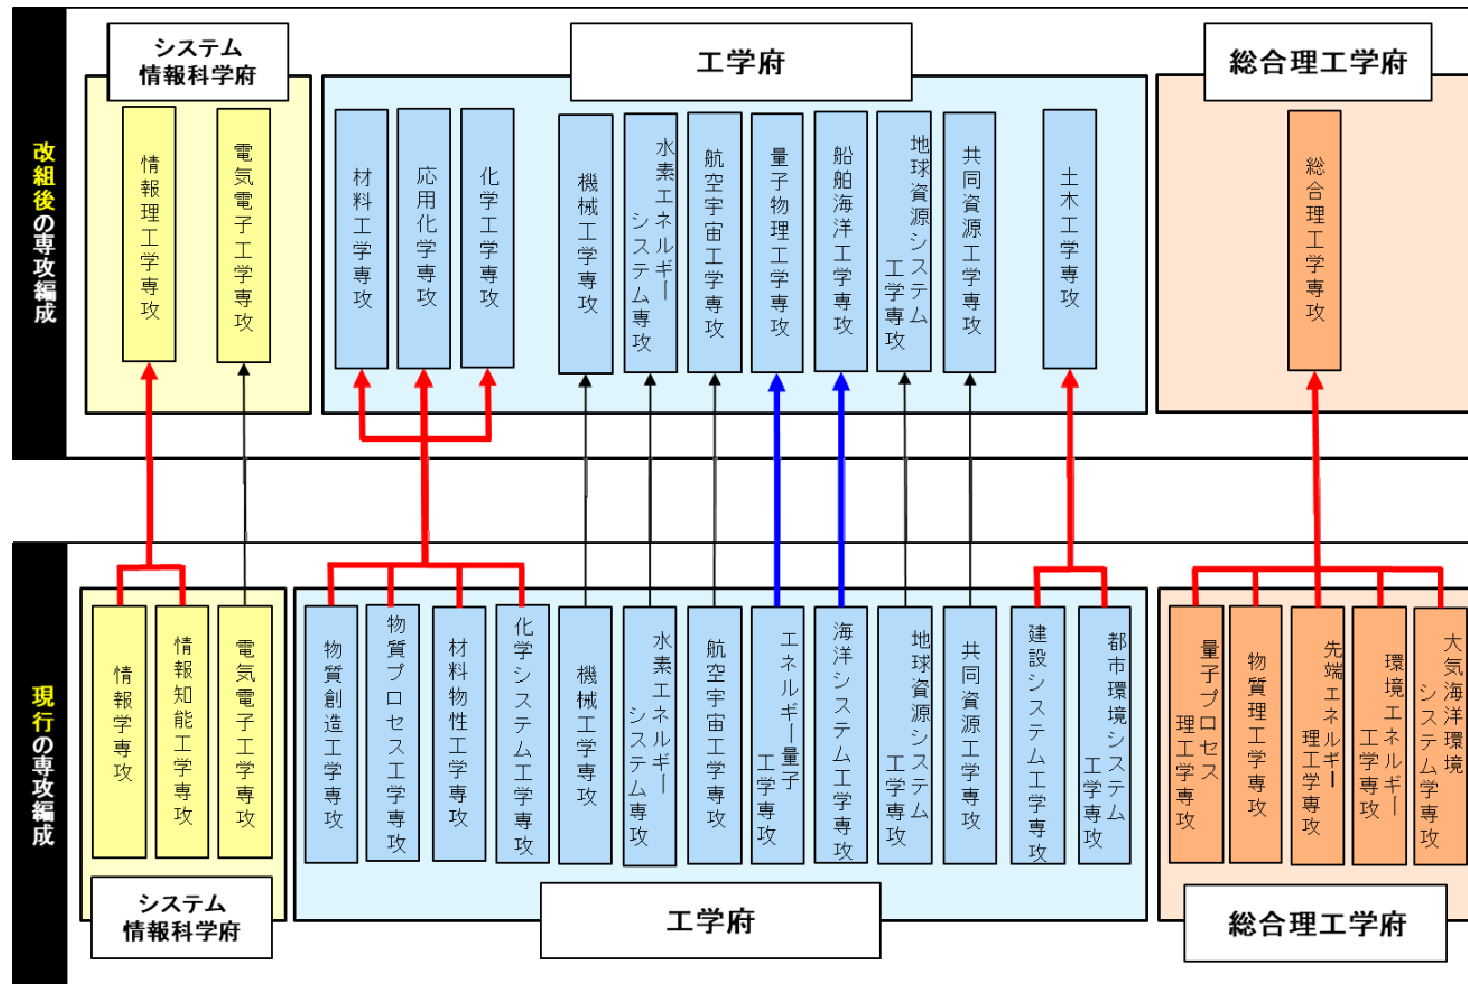 改組後の専攻編成
システム
情報科学府
情報理工学専攻
電気電子工学専攻
工学府
材料工学専攻
応用化学専攻
化学工学専攻
機械工学専攻
水素エネルギー
システム専攻
航空宇宙工学専攻
量子物理工学専攻
船舶海洋工学専攻
地球資源システム
工学専攻
共同資源工学専攻
土木工学専攻
総合理工学府
総合理工学専攻
現行の専攻編成
情報学専攻
情報知能工学専攻
電気電子工学専攻
システム
情報科学府
物質創造工学専攻
物質プロセス工学専攻
材料物性工学専攻
化学システム工学専攻
機械工学専攻
水素エネルギー
システム専攻
航空宇宙工学専攻
エネルギー量子
工学専攻
海洋システム工学専攻
地球資源システム
工学専攻
共同資源工学専攻
建設システム工学専攻
都市環境システム
工学専攻
工学府
量子プロセス
理工学専攻
物質理工学専攻
先端エネルギー
理工学専攻
環境エネルギー
工学専攻
大気海洋環境
システム学専攻
総合理工学府